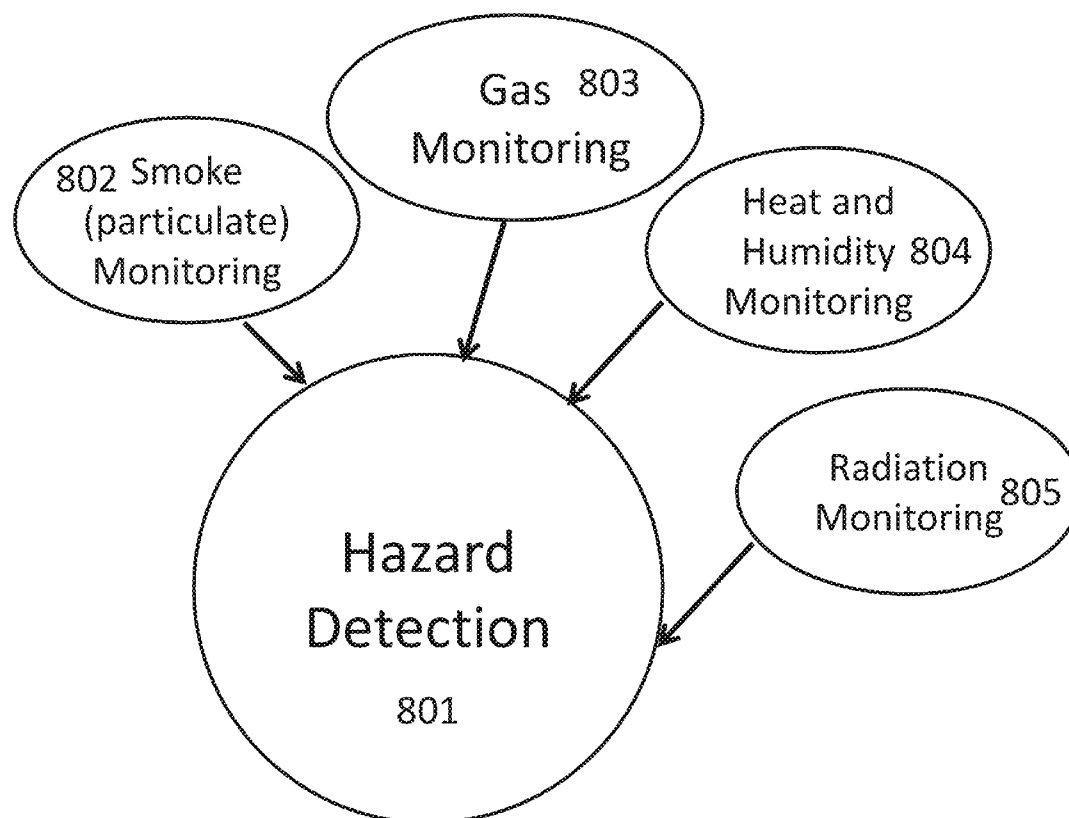 Gas 803
Monitoring
802 Smoke
(particulate)
Monitoring
Heat and
Humidity 804
Monitoring
Radiation
Monitoring 805
Hazard
Detection
801